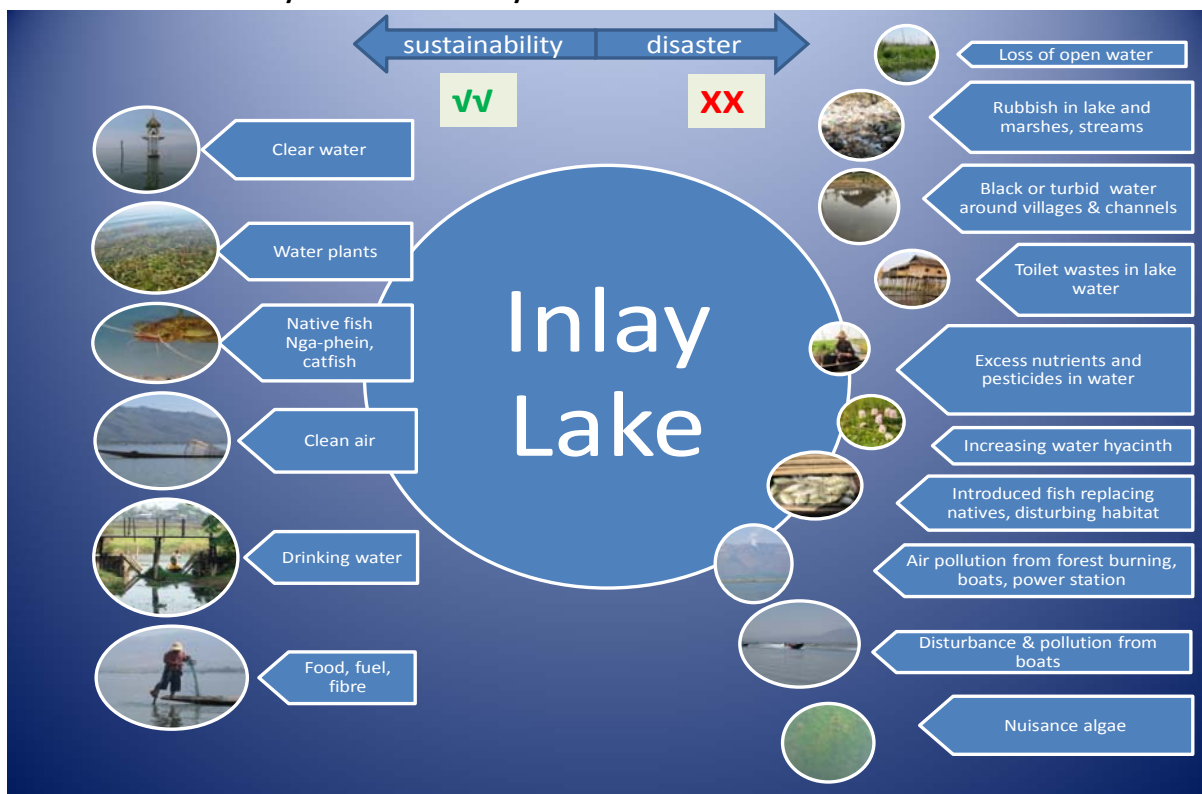 sustainability disaster
√√ XX
Clear water
Water plants
Native fish
Nga-phein,
catfish
Clean air
Drinking water
Food, fuel,
fibre
Inlay
Lake
Loss of open water
Rubbish in lake and
marshes, streams
Black or turbid water
around villages & channels
Toilet wastes in lake
water
Excess nutrients and
pesticides in water
Increasing water hyacinth
Introduced fish replacing
natives, disturbing habitat
Air pollution from forest burning,
boats, power station
Disturbance & pollution from
boats
Nuisance algae